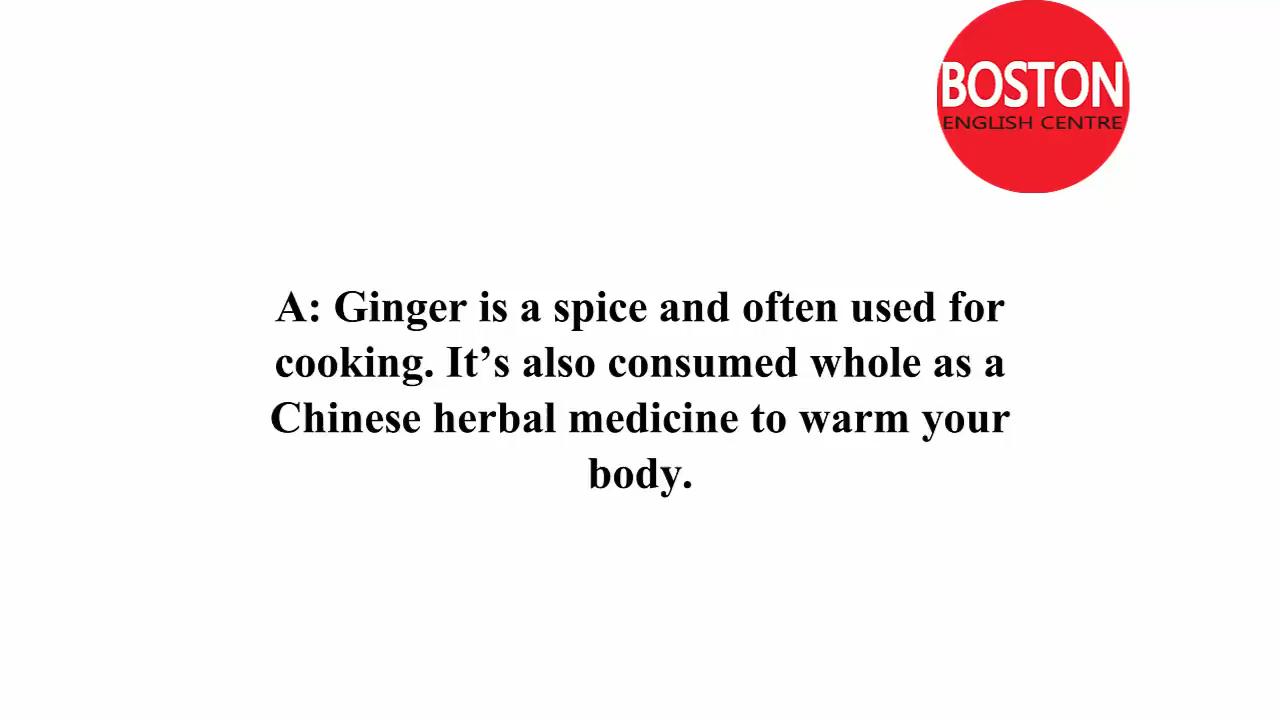 BOSTON
ENGLISH CENTRE
A: Ginger is a spice and often used for
cooking. It’s also consumed whole as a
Chinese herbal medicine to warm your
body.